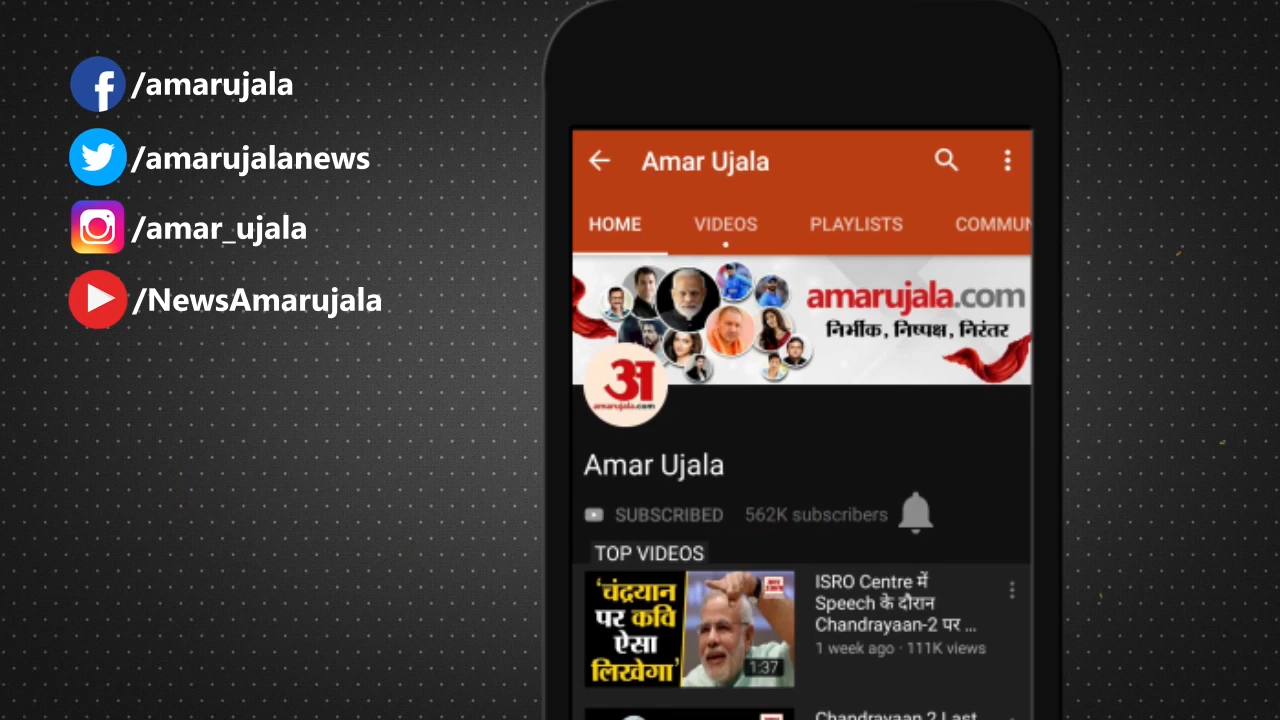 /amarujala
/amarujalanews
/amar_ujala
/NewsAmarujala
Amar Ujala
HOME
VIDEOS
PLAYLISTS
COMMUN
amarujala.com
निर्भीक, निष्पक्ष, निरंतर
अ
amarujala.com
Amar Ujala
SUBSCRIBED
562K subscribers
TOP VIDEOS
‘चंद्रयान
पर कवि
ऐसा
लिखेगा’
1:37
ISRO Centre में
Speech के दौरान
Chandrayaan-2 पर ...
1 week ago · 111K views
Chandrayaan 2 Last